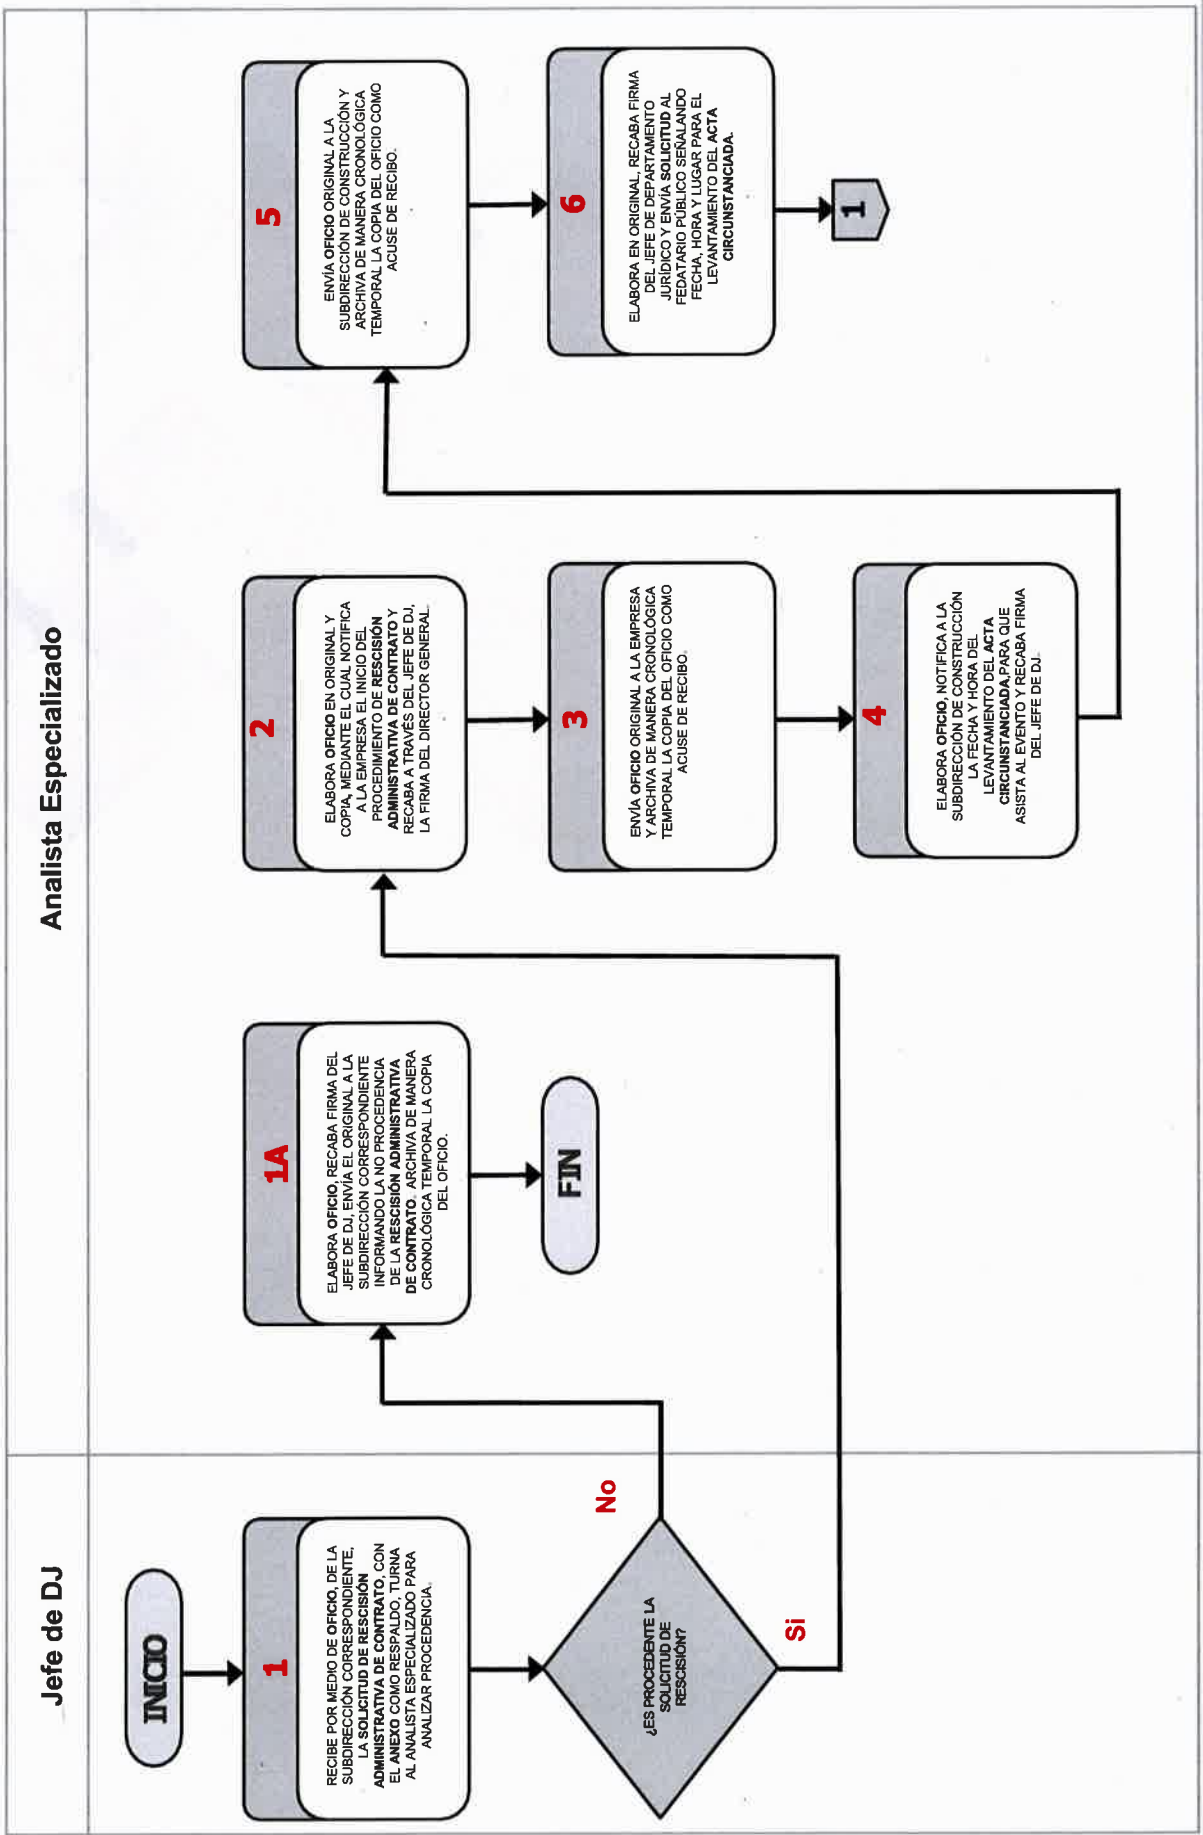 Jefe de DJ
Analista Especializado
INICIO
1
RECIBE POR MEDIO DE OFICIO, DE LA
SUBDIRECCIÓN CORRESPONDIENTE,
LA SOLICITUD DE RESCISIÓN
ADMINISTRATIVA DE CONTRATO, CON
EL ANEXO COMO RESPALDO, TURNA
AL ANALISTA ESPECIALIZADO PARA
ANALIZAR PROCEDENCIA.
¿ES PROCEDENTE LA
SOLICITUD DE
RESCISIÓN?
No
Si
1A
ELABORA OFICIO, RECABA FIRMA DEL
JEFE DE DJ, ENVÍA EL ORIGINAL A LA
SUBDIRECCIÓN CORRESPONDIENTE
INFORMANDO LA NO PROCEDENCIA
DE LA RESCISIÓN ADMINISTRATIVA
DE CONTRATO. ARCHIVA DE MANERA
CRONOLÓGICA TEMPORAL LA COPIA
DEL OFICIO.
FIN
2
ELABORA OFICIO EN ORIGINAL Y
COPIA, MEDIANTE EL CUAL NOTIFICA
A LA EMPRESA EL INICIO DEL
PROCEDIMIENTO DE RESCISIÓN
ADMINISTRATIVA DE CONTRATO Y
RECABA A TRAVÉS DEL JEFE DE DJ,
LA FIRMA DEL DIRECTOR GENERAL.
3
ENVÍA OFICIO ORIGINAL A LA EMPRESA
Y ARCHIVA DE MANERA CRONOLÓGICA
TEMPORAL LA COPIA DEL OFICIO COMO
ACUSE DE RECIBO.
4
ELABORA OFICIO, NOTIFICA A LA
SUBDIRECCIÓN DE CONSTRUCCIÓN
LA FECHA Y HORA DEL
LEVANTAMIENTO DEL ACTA
CIRCUNSTANCIADA,PARA QUE
ASISTA AL EVENTO Y RECABA FIRMA
DEL JEFE DE DJ.
5
ENVÍA OFICIO ORIGINAL A LA
SUBDIRECCIÓN DE CONSTRUCCIÓN Y
ARCHIVA DE MANERA CRONOLÓGICA
TEMPORAL LA COPIA DEL OFICIO COMO
ACUSE DE RECIBO.
6
ELABORA EN ORIGINAL, RECABA FIRMA
DEL JEFE DE DEPARTAMENTO
JURÍDICO Y ENVÍA SOLICITUD AL
FEDATARIO PÚBLICO SEÑALANDO
FECHA, HORA Y LUGAR PARA EL
LEVANTAMIENTO DEL ACTA
CIRCUNSTANCIADA.
1